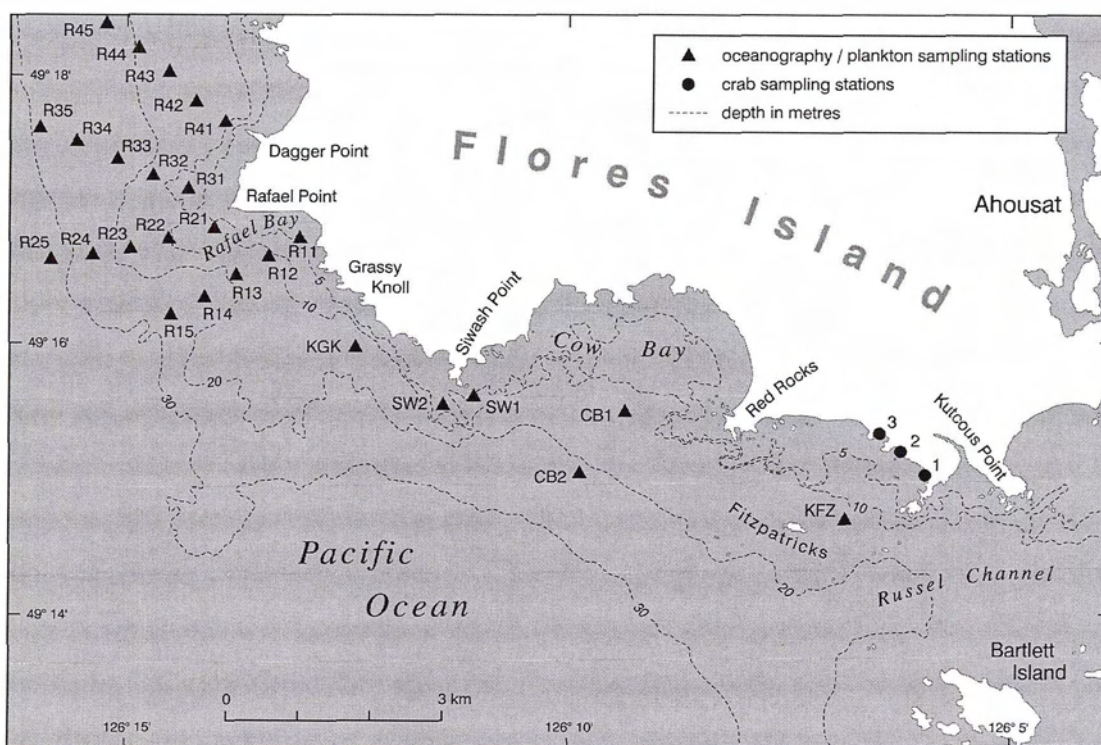 R45
R44
R43
49° 18'
R42
R35
R34
R41
R33
R32
R31
Dagger Point
Rafael Point
R21
R22
R23
R24
R25
Rafael Bay
R11
R12
R13
R14
R15
5
10
20
30
Grassy
Knoll
49° 16'
KGK
Siwash Point
SW2
SW1
Cow Bay
CB1
CB2
Red Rocks
Flores Island
Ahousat
Kutcous Point
3
2
1
5
10
KFZ
Fitzpatricks
20
30
Russel Channel
Pacific
Ocean
49° 14'
Bartlett
Island
0 3 km
126° 15'
126° 10'
126° 5'
oceanography / plankton sampling stations
crab sampling stations
depth in metres